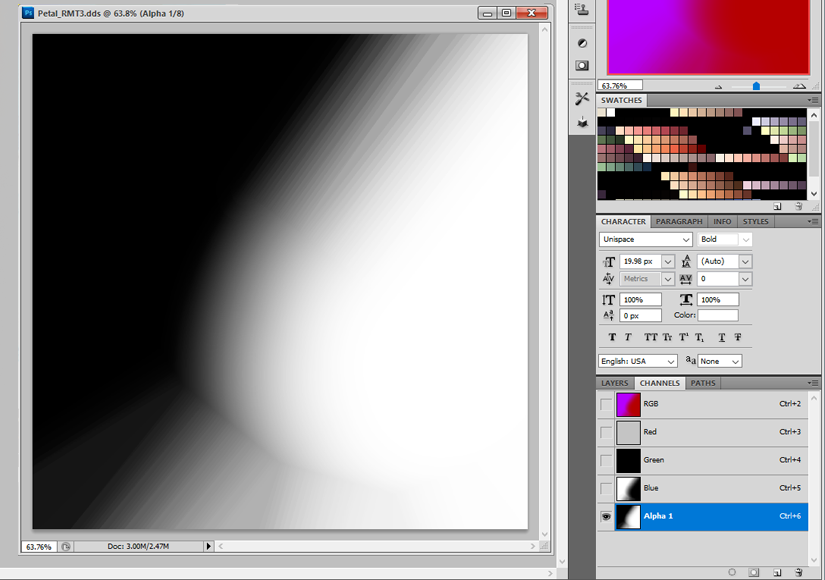 Ps Petal_RMT3.dds @ 63.8% (Alpha 1/8)
63.76%
SWATCHES
CHARACTER PARAGRAPH INFO STYLES
Unispace Bold
19.98 px (Auto)
Metrics 0
100% 100%
0 px Color:
T T TT Tr T¹ T₁ T T
English: USA aa None
LAYERS CHANNELS PATHS
RGB Ctrl+2
Red Ctrl+3
Green Ctrl+4
Blue Ctrl+5
Alpha 1 Ctrl+6
63.76% Doc: 3.00M/2.47M